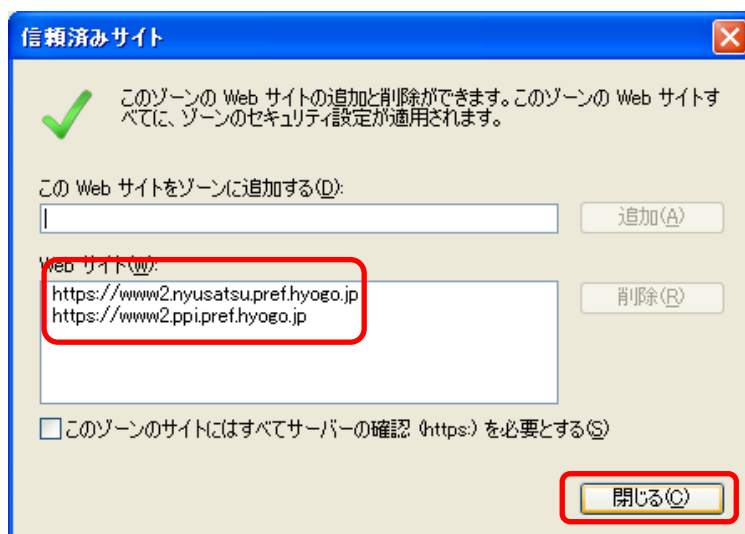 信頼済みサイト
このゾーンの Web サイトの追加と削除ができます。このゾーンの Web サイトす
べてに、ゾーンのセキュリティ設定が適用されます。
この Web サイトをゾーンに追加する(D):
追加(A)
Web サイト(W):
https://www2.nyusatsu.pref.hyogo.jp
https://www2.ppi.pref.hyogo.jp
削除(R)
このゾーンのサイトにはすべてサーバーの確認 (https:) を必要とする(S)
閉じる(C)